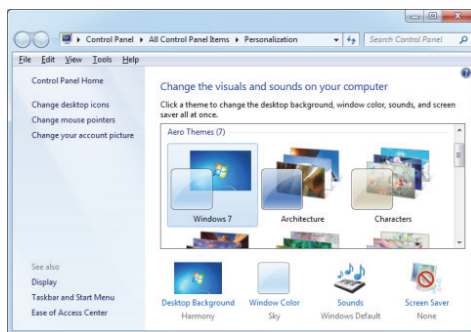 Control Panel ▸ All Control Panel Items ▸ Personalization
Search Control Panel
File Edit View Tools Help
Control Panel Home
Change desktop icons
Change mouse pointers
Change your account picture
Change the visuals and sounds on your computer
Click a theme to change the desktop background, window color, sounds, and screen
saver all at once.
Aero Themes (7)
Windows 7
Architecture
Characters
See also
Display
Taskbar and Start Menu
Ease of Access Center
Desktop Background
Harmony
Window Color
Sky
Sounds
Windows Default
Screen Saver
None